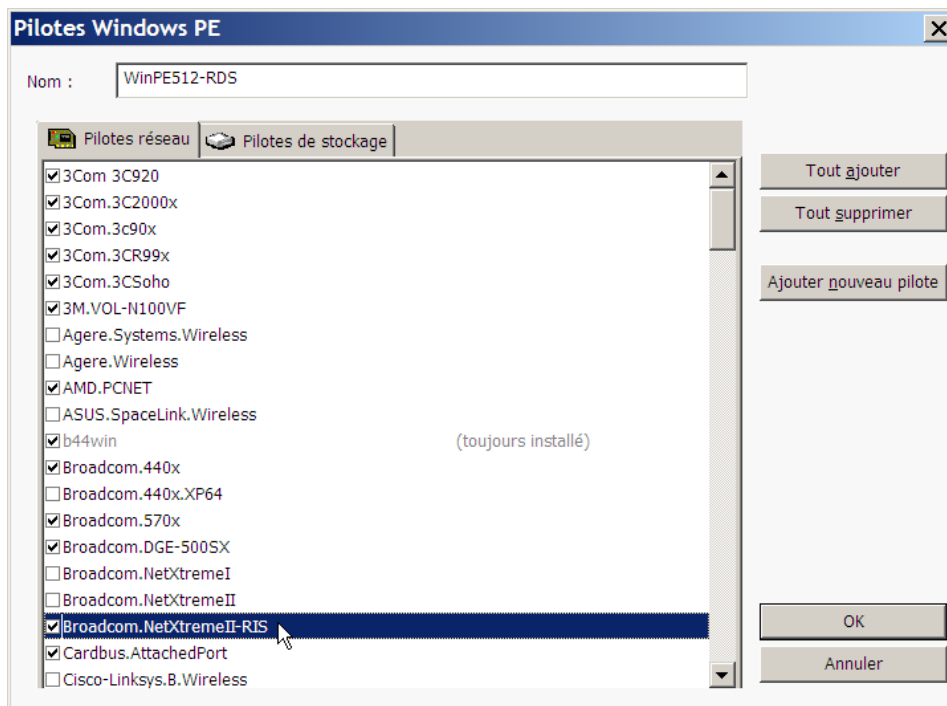 Pilotes Windows PE
Nom :
WinPE512-RDS
Pilotes réseau
Pilotes de stockage
3Com 3C920
3Com.3C2000x
3Com.3c90x
3Com.3CR99x
3Com.3CSoho
3M.VOL-N100VF
Agere.Systems.Wireless
Agere.Wireless
AMD.PCNET
ASUS.SpaceLink.Wireless
b44win (toujours installé)
Broadcom.440x
Broadcom.440x.XP64
Broadcom.570x
Broadcom.DGE-500SX
Broadcom.NetXtremeI
Broadcom.NetXtremeII
Broadcom.NetXtremeII-RIS
Cardbus.AttachedPort
Cisco-Linksys.B.Wireless
Tout ajouter
Tout supprimer
Ajouter nouveau pilote
OK
Annuler